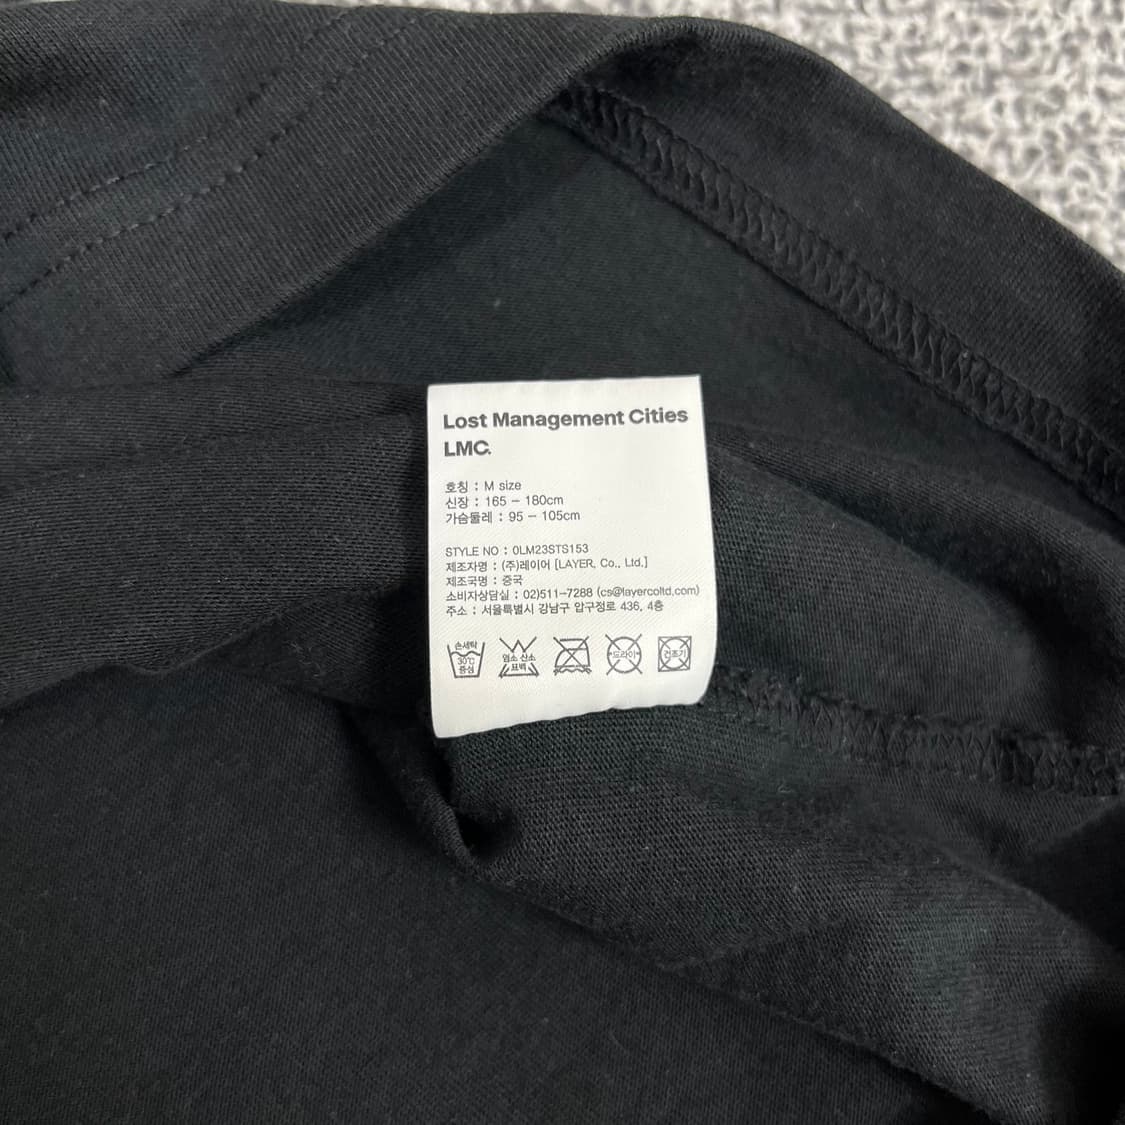 Lost Management Cities
LMC.
호칭 : M size
신장 : 165 - 180cm
가슴둘레 : 95 - 105cm
STYLE NO : 0LM23STS153
제조자명 : (주)레이어 [LAYER, Co., Ltd.]
제조국명 : 중국
소비자상담실 : 02)511-7288 (cs@layercoltd.com)
주소 : 서울특별시 강남구 압구정로 436, 4층
손세탁
30℃
중성
염소 산소
표백
드라이
건조기